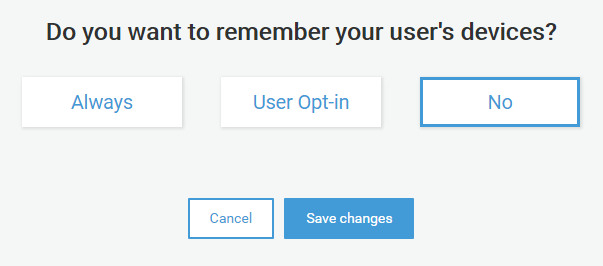 Do you want to remember your user's devices?
Always User Opt-in No
Cancel Save changes